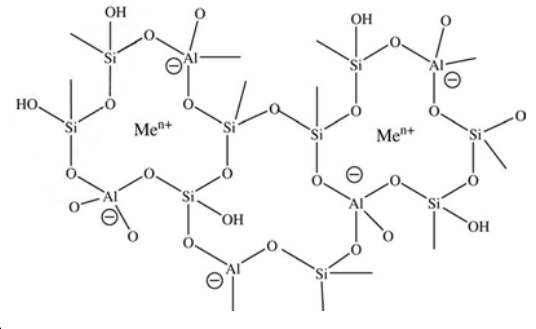 OH O OH O
O O
Si ⊖ Al Si Al ⊖
HO O O O O O O
Si Meⁿ⁺ Si Si Meⁿ⁺ Si
O O O O ⊖ O O
Al Si Al Si
O ⊖ OH OH
O O O O O
⊖ Al Si